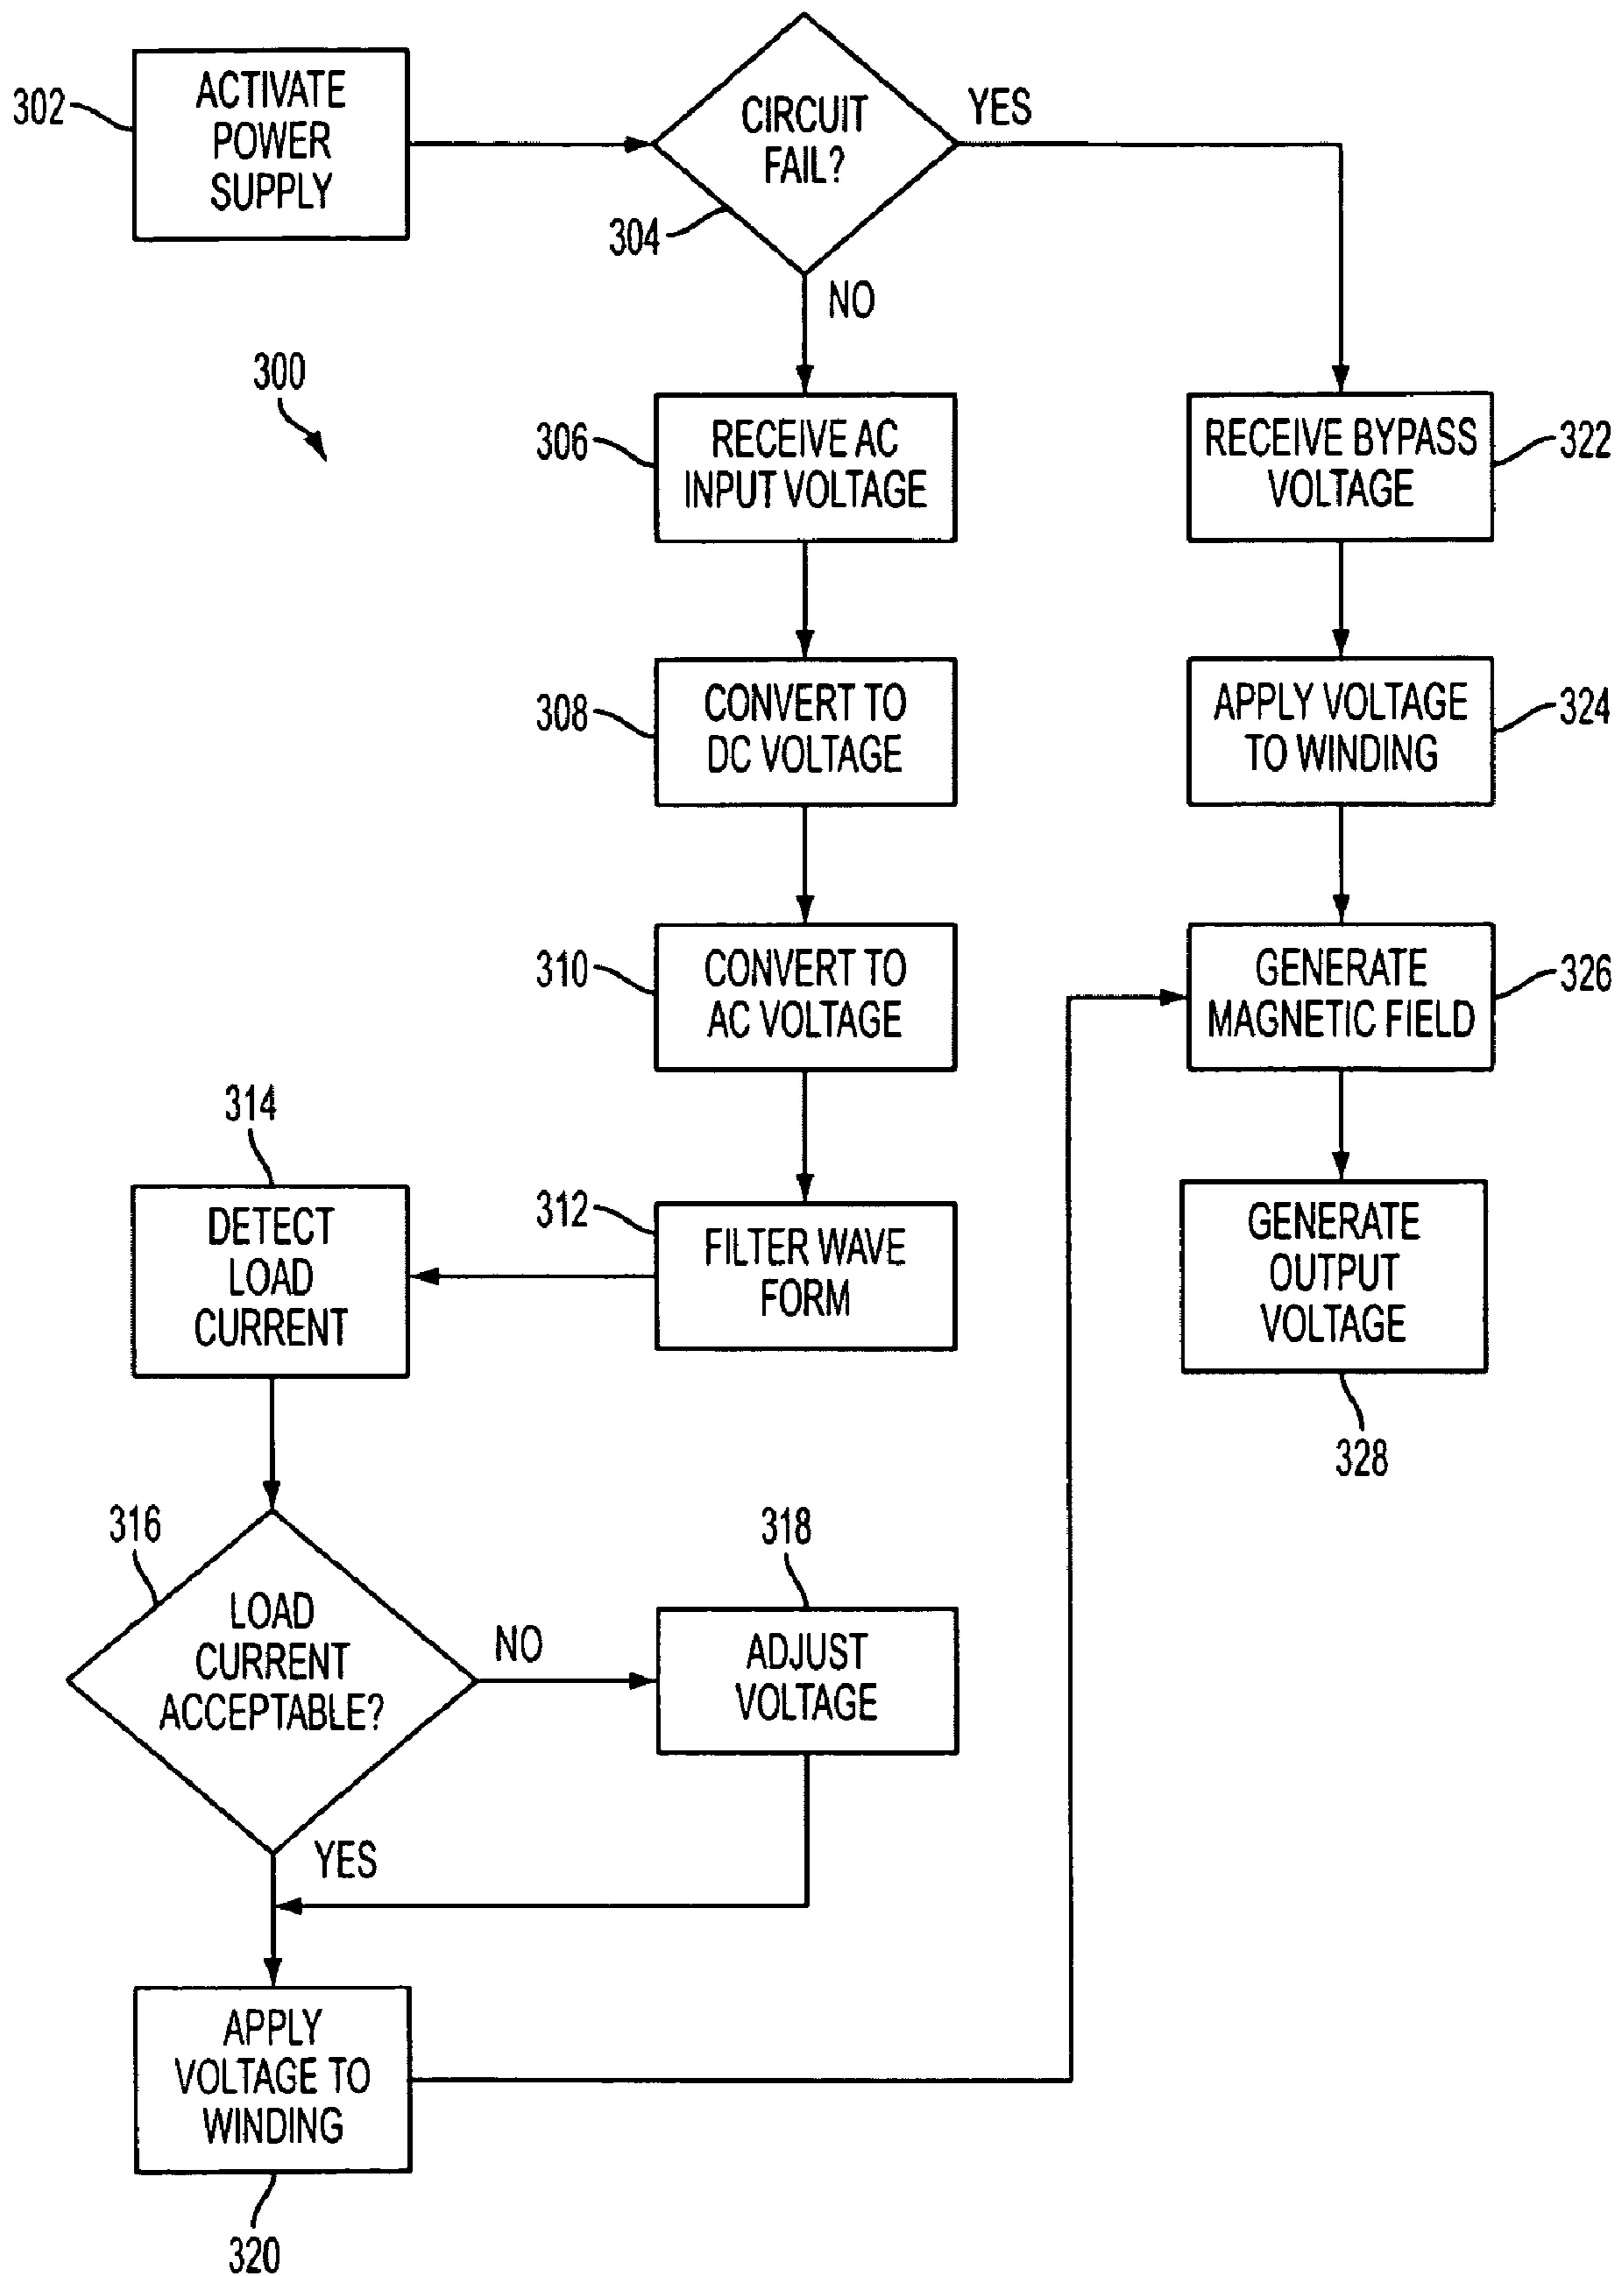 302
ACTIVATE
POWER
SUPPLY
CIRCUIT
FAIL?
304
YES
NO
300
306
RECEIVE AC
INPUT VOLTAGE
RECEIVE BYPASS
VOLTAGE
322
308
CONVERT TO
DC VOLTAGE
APPLY VOLTAGE
TO WINDING
324
310
CONVERT TO
AC VOLTAGE
GENERATE
MAGNETIC FIELD
326
314
DETECT
LOAD
CURRENT
312
FILTER WAVE
FORM
GENERATE
OUTPUT
VOLTAGE
328
316
LOAD
CURRENT
ACCEPTABLE?
NO
318
ADJUST
VOLTAGE
YES
APPLY
VOLTAGE TO
WINDING
320